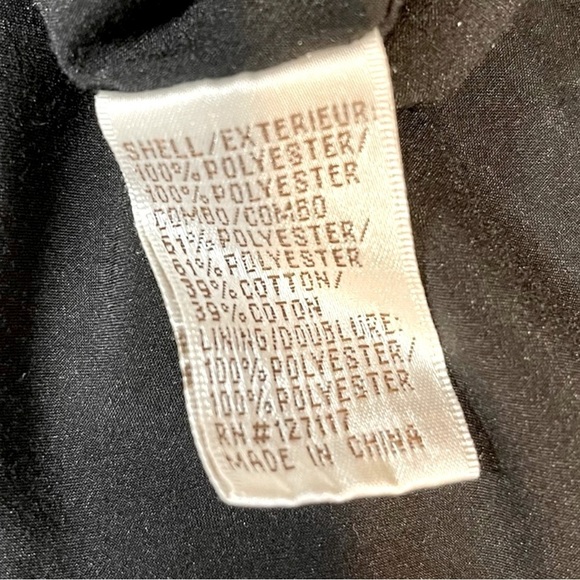 SHELL/EXTERIEUR:
100% POLYESTER/
100% POLYESTER
COMBO/COMBO
61% POLYESTER/
61% POLYESTER
39% COTTON/
39% COTON
LINING/DOUBLURE:
100% POLYESTER/
100% POLYESTER
RN #127117
MADE IN CHINA